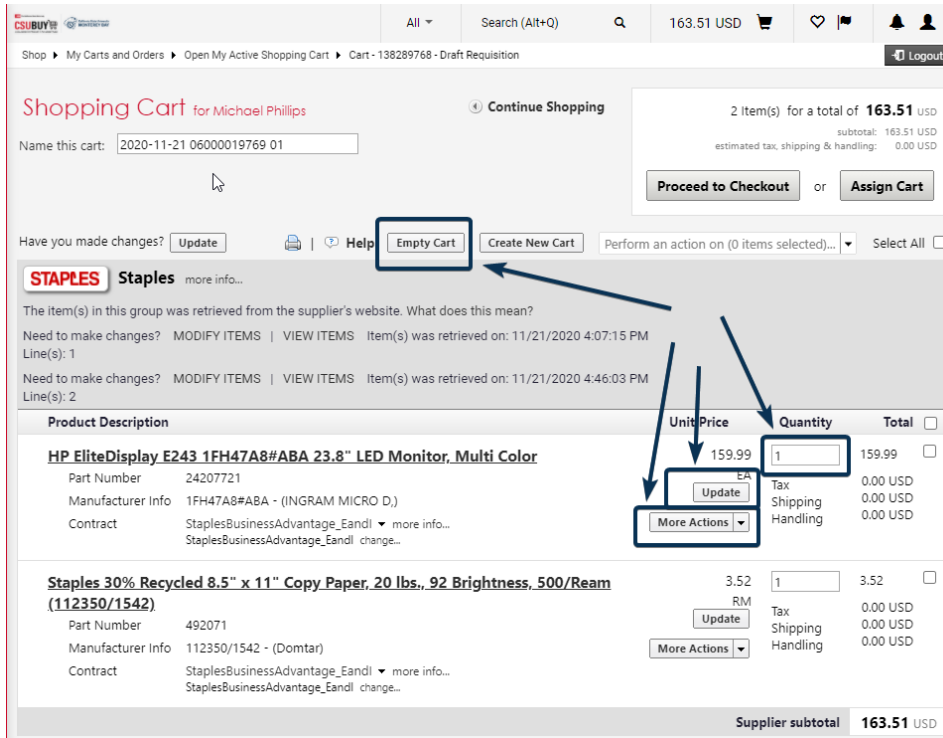 CSUBUY
All
Search (Alt+Q)
163.51 USD
Shop ▸ My Carts and Orders ▸ Open My Active Shopping Cart ▸ Cart - 138289768 - Draft Requisition
Logout
Shopping Cart for Michael Phillips
Continue Shopping
2 Item(s) for a total of 163.51 USD
subtotal: 163.51 USD
estimated tax, shipping & handling: 0.00 USD
Name this cart: 2020-11-21 06000019769 01
Proceed to Checkout or Assign Cart
Have you made changes? Update | ? Help Empty Cart Create New Cart Perform an action on (0 items selected)... Select All
STAPLES Staples more info...
The item(s) in this group was retrieved from the supplier's website. What does this mean?
Need to make changes? MODIFY ITEMS | VIEW ITEMS Item(s) was retrieved on: 11/21/2020 4:07:15 PM
Line(s): 1
Need to make changes? MODIFY ITEMS | VIEW ITEMS Item(s) was retrieved on: 11/21/2020 4:46:03 PM
Line(s): 2
Product Description Unit Price Quantity Total
HP EliteDisplay E243 1FH47A8#ABA 23.8" LED Monitor, Multi Color 159.99 1 159.99
EA
Part Number 24207721 Tax 0.00 USD
Update
Manufacturer Info 1FH47A8#ABA - (INGRAM MICRO D,) Shipping 0.00 USD
Contract StaplesBusinessAdvantage_EandI more info... More Actions Handling 0.00 USD
StaplesBusinessAdvantage_EandI change...
Staples 30% Recycled 8.5" x 11" Copy Paper, 20 lbs., 92 Brightness, 500/Ream 3.52 1 3.52
(112350/1542) RM
Part Number 492071 Update Tax 0.00 USD
Shipping 0.00 USD
Manufacturer Info 112350/1542 - (Domtar) More Actions Handling 0.00 USD
Contract StaplesBusinessAdvantage_EandI more info...
StaplesBusinessAdvantage_EandI change...
Supplier subtotal 163.51 USD